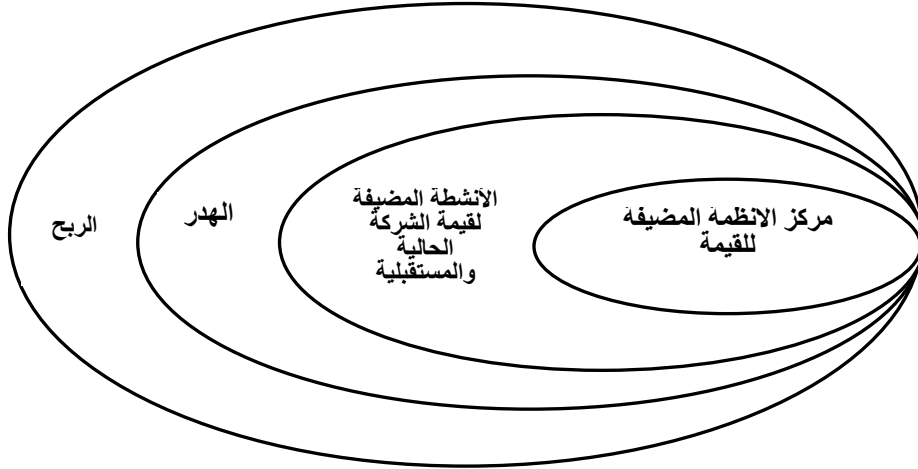 مركز الانظمة المضيفة
للقيمة
الأنشطة المضيفة
لقيمة الشركة
الحالية
والمستقبلية
الهدر
الربح